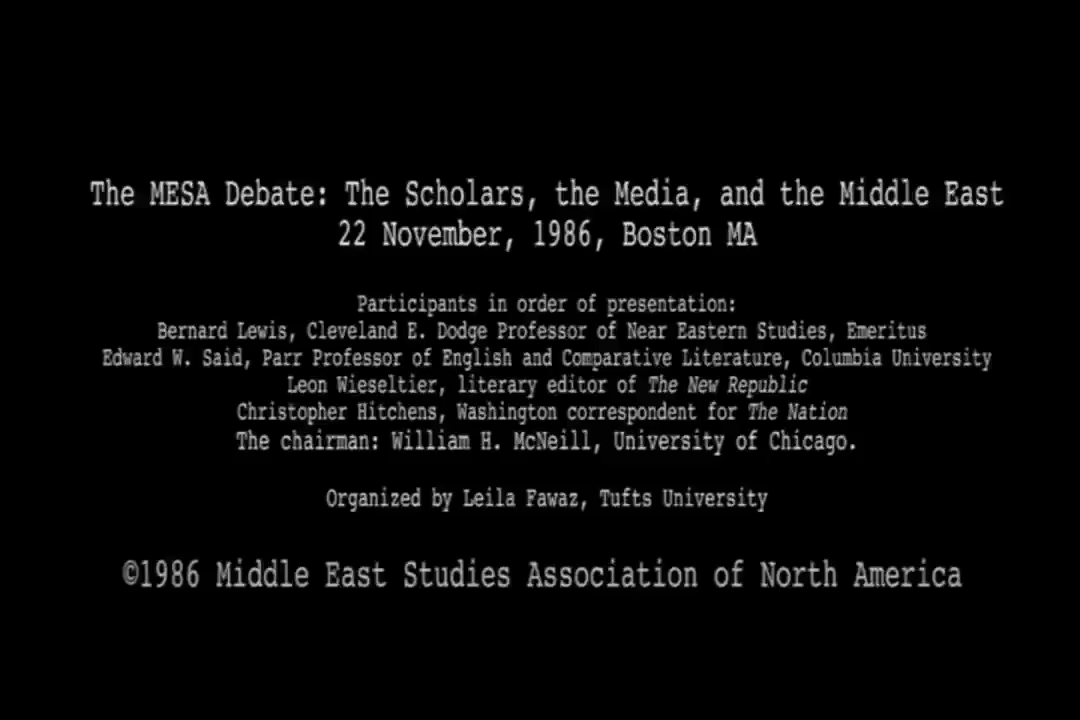 The MESA Debate: The Scholars, the Media, and the Middle East
22 November, 1986, Boston MA
Participants in order of presentation:
Bernard Lewis, Cleveland E. Dodge Professor of Near Eastern Studies, Emeritus
Edward W. Said, Parr Professor of English and Comparative Literature, Columbia University
Leon Wieseltier, literary editor of The New Republic
Christopher Hitchens, Washington correspondent for The Nation
The chairman: William H. McNeill, University of Chicago.
Organized by Leila Fawaz, Tufts University
©1986 Middle East Studies Association of North America